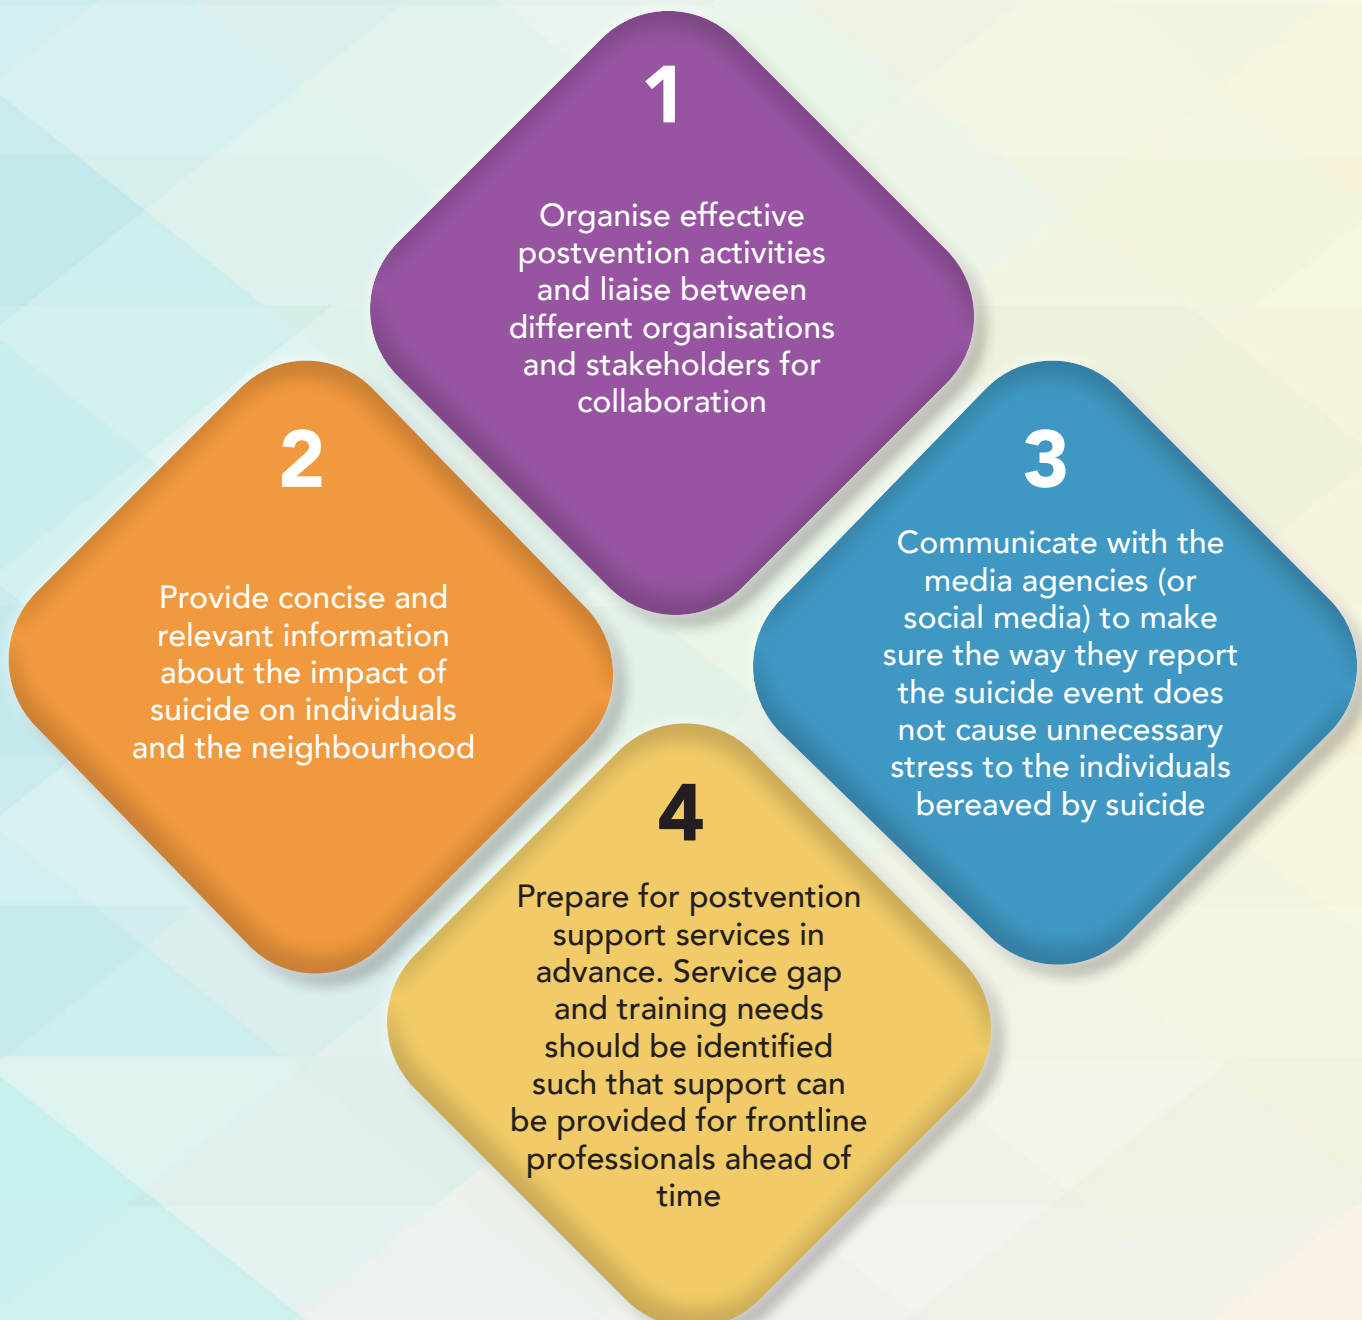 1
Organise effective
postvention activities
and liaise between
different organisations
and stakeholders for
collaboration
2
Provide concise and
relevant information
about the impact of
suicide on individuals
and the neighbourhood
3
Communicate with the
media agencies (or
social media) to make
sure the way they report
the suicide event does
not cause unnecessary
stress to the individuals
bereaved by suicide
4
Prepare for postvention
support services in
advance. Service gap
and training needs
should be identified
such that support can
be provided for frontline
professionals ahead of
time